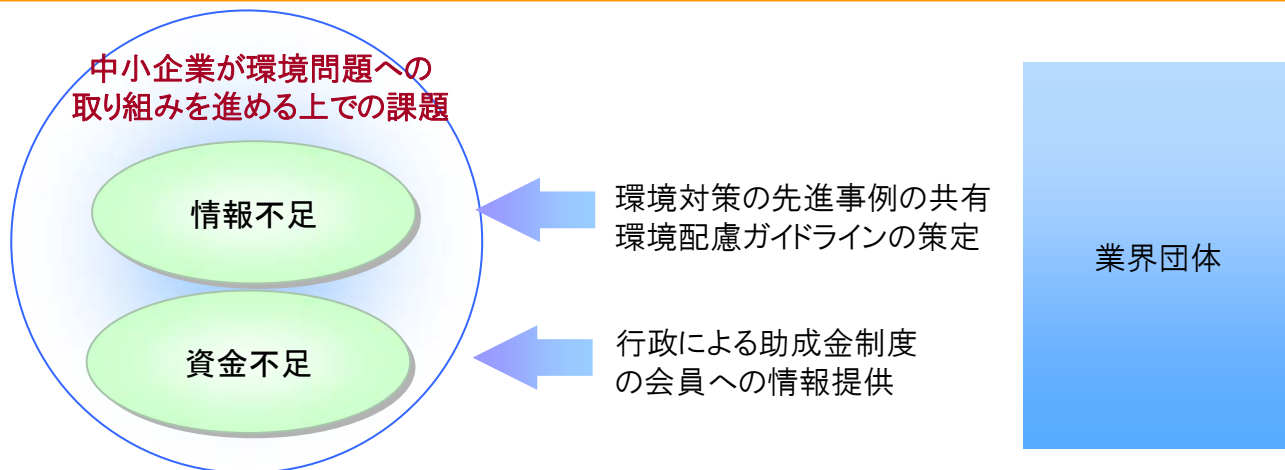 中小企業が環境問題への
取り組みを進める上での課題
情報不足
環境対策の先進事例の共有
環境配慮ガイドラインの策定
業界団体
資金不足
行政による助成金制度
の会員への情報提供